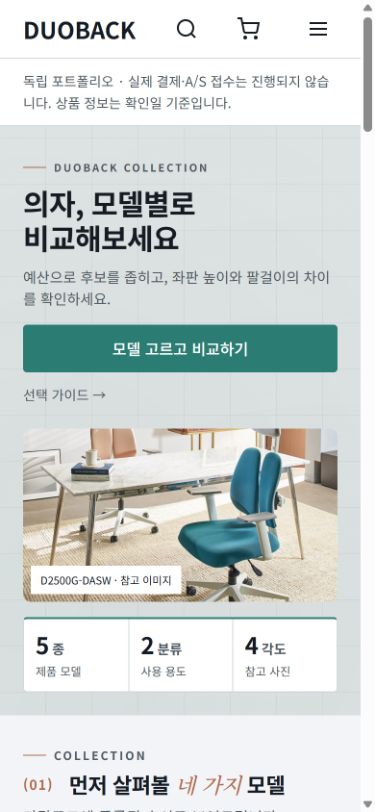 DUOBACK
독립 포트폴리오 · 실제 결제·A/S 접수는 진행되지 않습
니다. 상품 정보는 확인일 기준입니다.
DUOBACK COLLECTION
의자, 모델별로
비교해보세요
예산으로 후보를 좁히고, 좌판 높이와 팔걸이의 차이
를 확인하세요.
모델 고르고 비교하기
선택 가이드 →
D2500G-DASW · 참고 이미지
5 종
제품 모델
2 분류
사용 용도
4 각도
참고 사진
COLLECTION
(01) 먼저 살펴볼 네 가지 모델